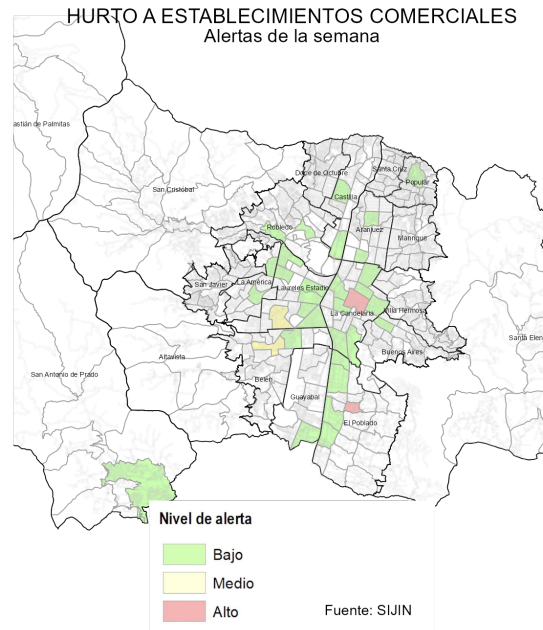 HURTO A ESTABLECIMIENTOS COMERCIALES
Alertas de la semana
astián de Palmitas
San Cristóbal
Doce de Octubre
Santa Cruz
Popular
Castilla
Robledo
Aranjuez
Manrique
San Javier
La América
Laureles Estadio
La Candelaria
Villa Hermosa
Santa Elen
Buenos Aires
Altavista
San Antonio de Prado
Belén
Guayabal
El Poblado
Nivel de alerta
Bajo
Medio
Alto
Fuente: SIJIN